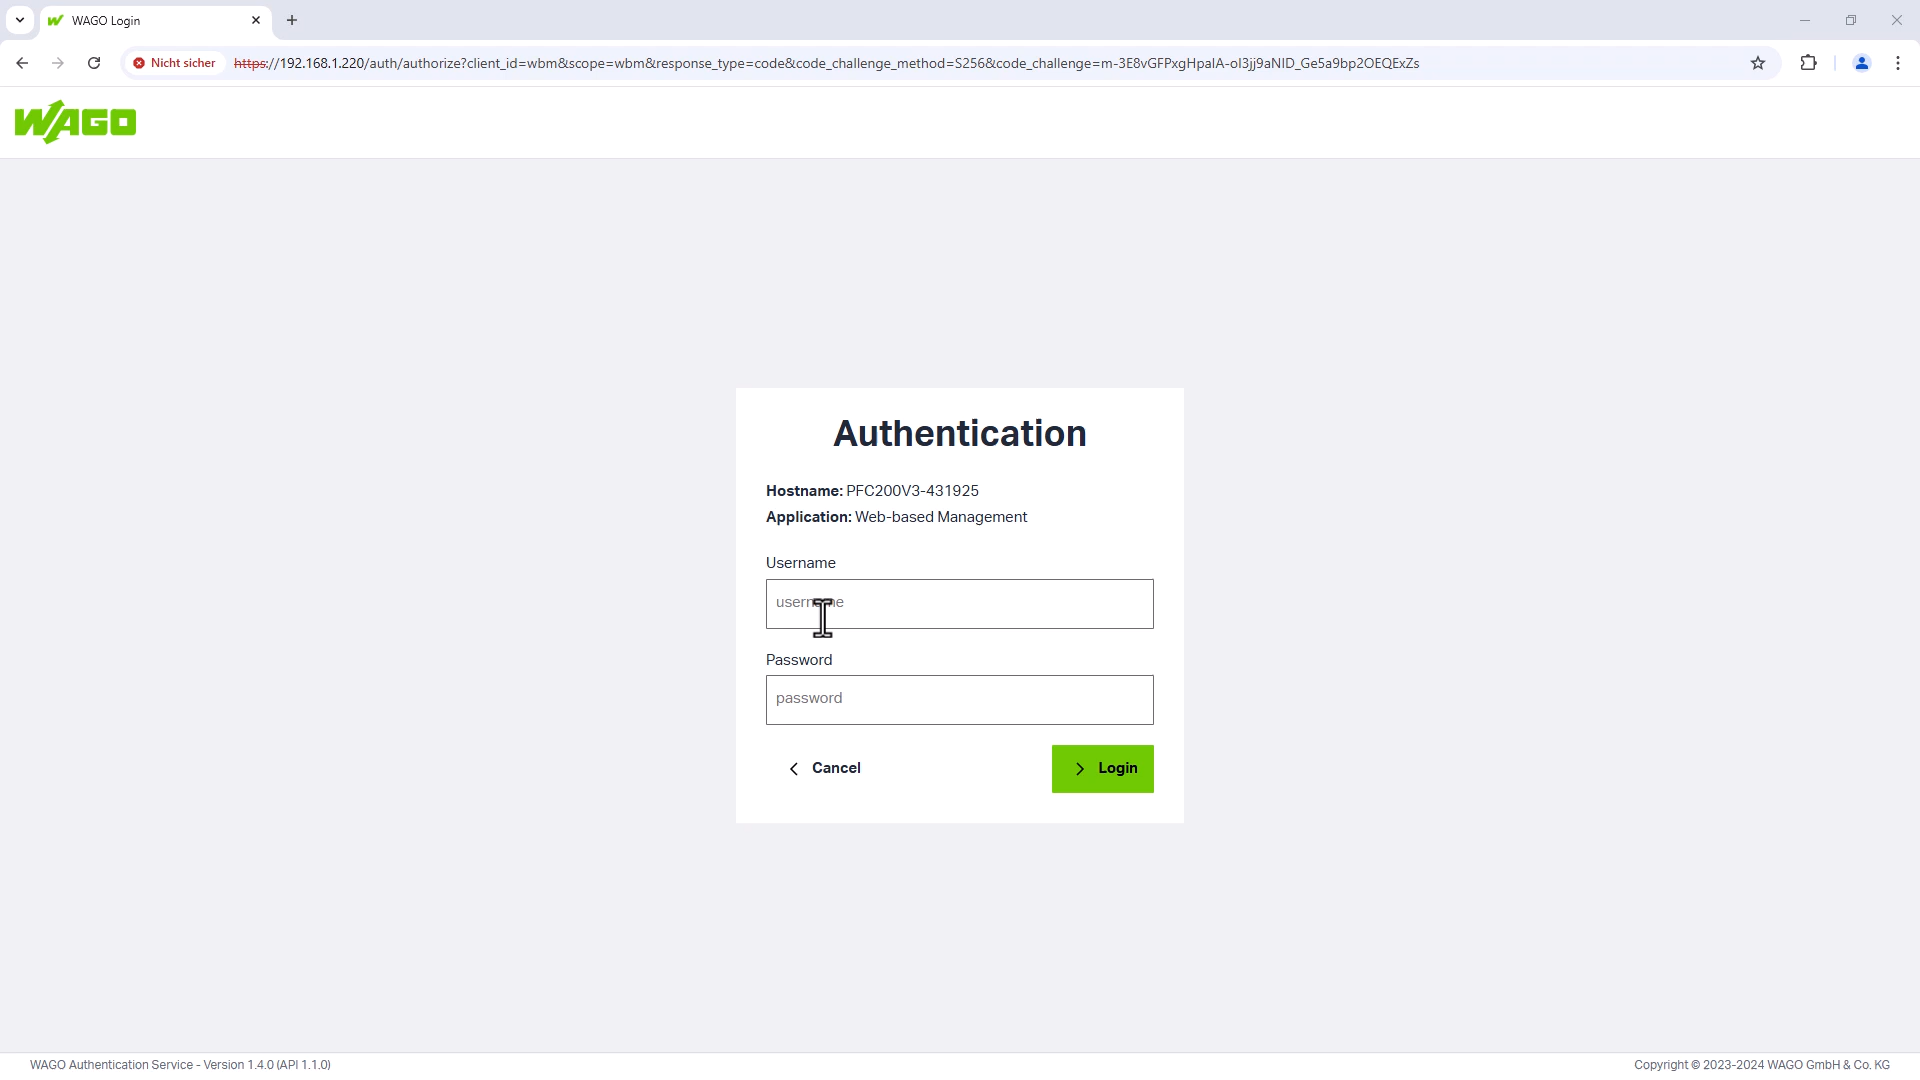 WAGO Login
Nicht sicher
https://192.168.1.220/auth/authorize?client_id=wbm&scope=wbm&response_type=code&code_challenge_method=S256&code_challenge=m-3E8vGFPxgHpalA-ol3jj9aNlD_Ge5a9bp2OEQExZs
WAGO
Authentication
Hostname: PFC200V3-431925
Application: Web-based Management
Username
username
Password
password
Cancel
Login
WAGO Authentication Service - Version 1.4.0 (API 1.1.0)
Copyright © 2023-2024 WAGO GmbH & Co. KG